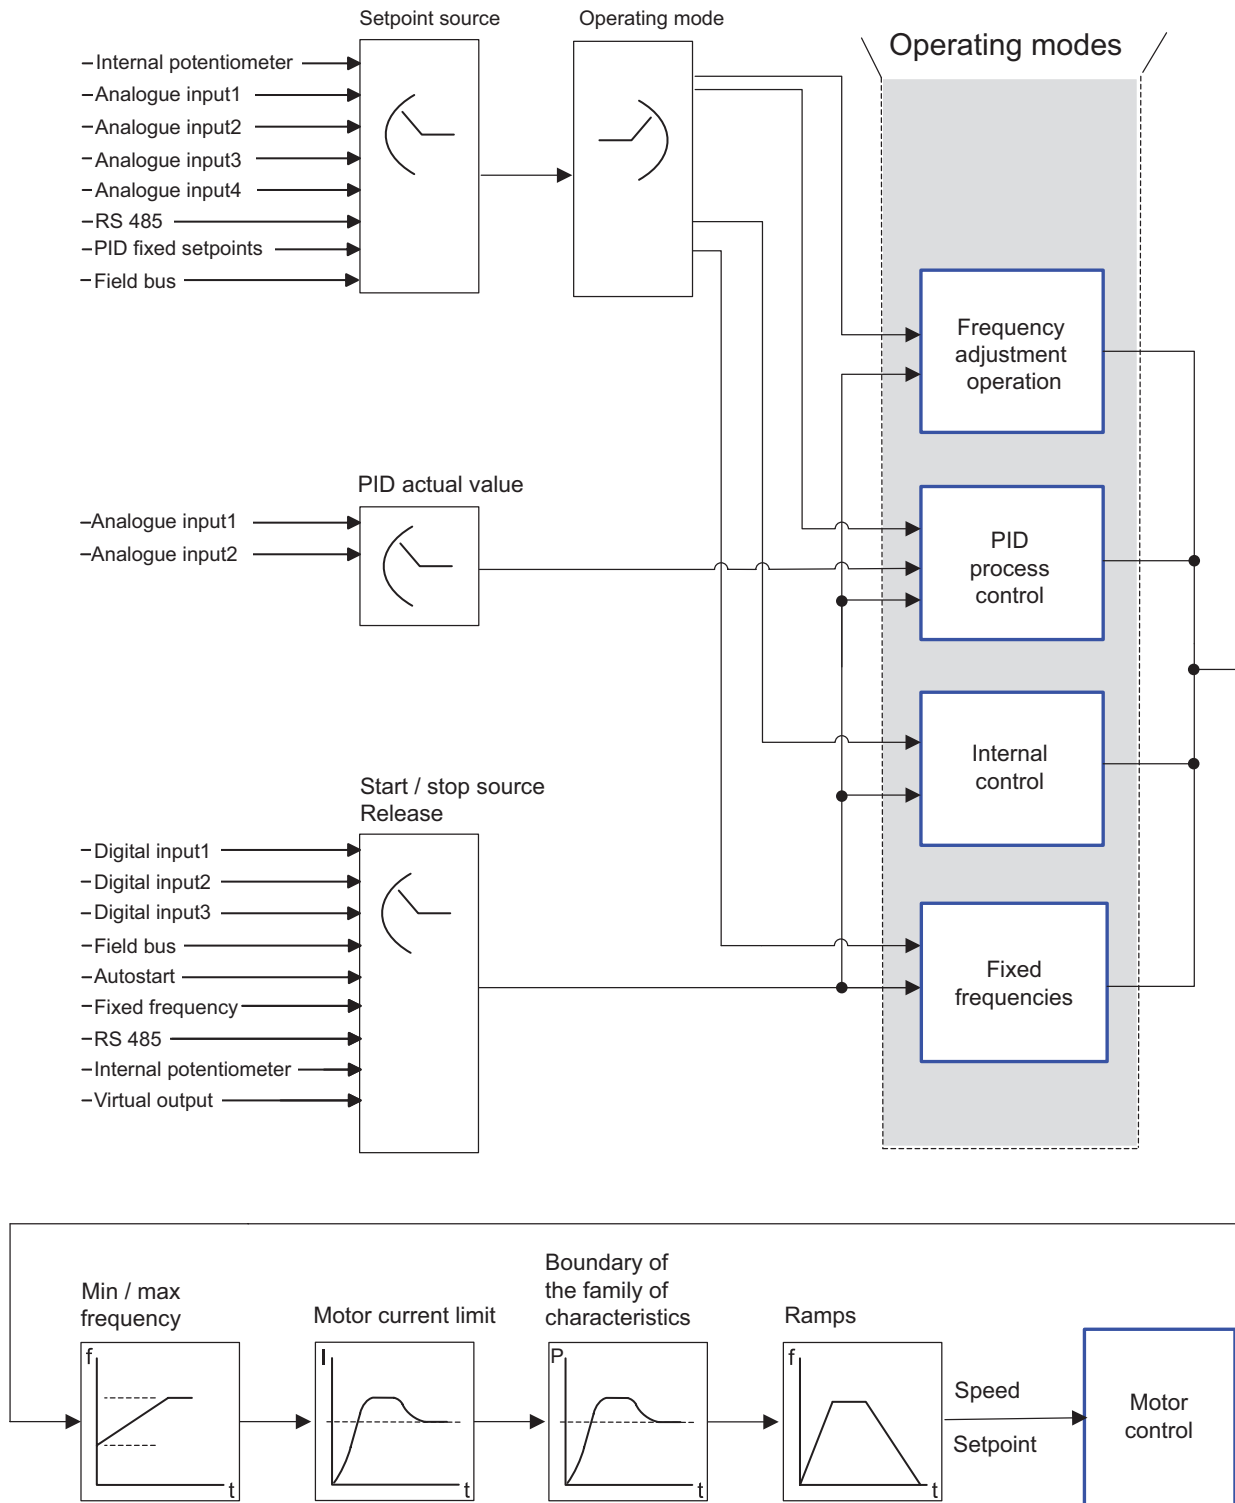 Setpoint source
Operating mode
Operating modes
–Internal potentiometer
–Analogue input1
–Analogue input2
–Analogue input3
–Analogue input4
–RS 485
–PID fixed setpoints
–Field bus
Frequency
adjustment
operation
PID actual value
–Analogue input1
–Analogue input2
PID
process
control
Internal
control
Start / stop source
Release
–Digital input1
–Digital input2
–Digital input3
–Field bus
–Autostart
–Fixed frequency
–RS 485
–Internal potentiometer
–Virtual output
Fixed
frequencies
Min / max
frequency
f
t
Motor current limit
I
t
Boundary of
the family of
characteristics
P
t
Ramps
f
t
Speed
Setpoint
Motor
control